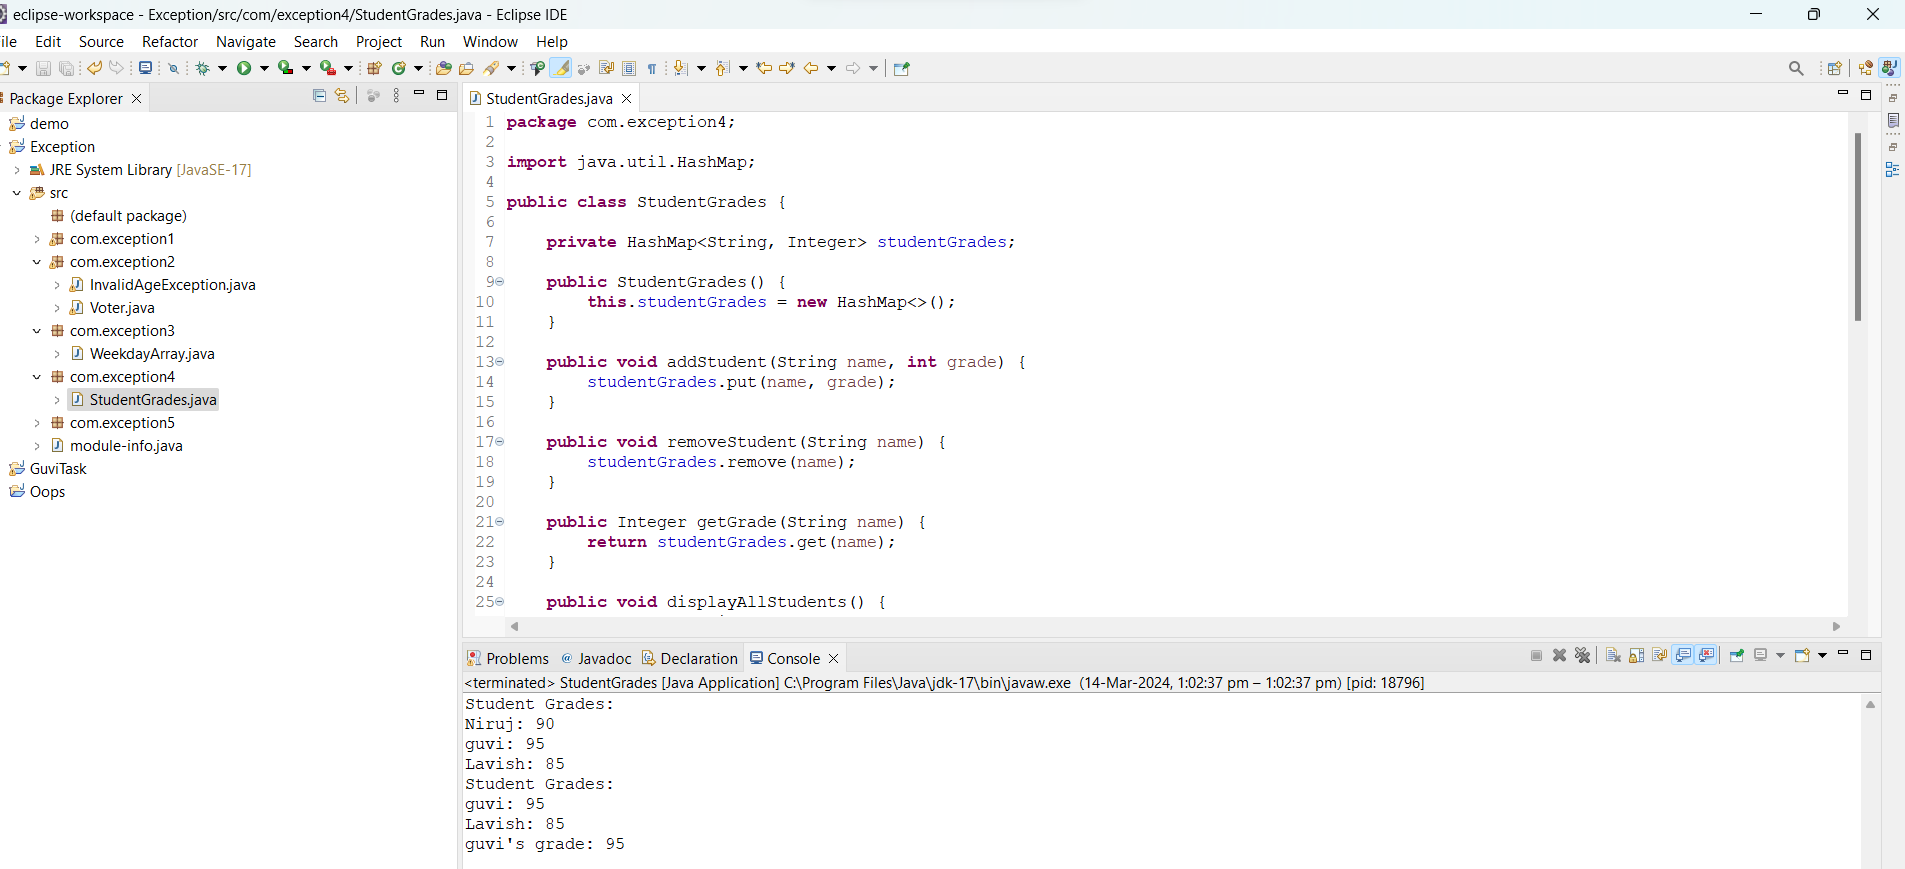 eclipse-workspace - Exception/src/com/exception4/StudentGrades.java - Eclipse IDE
ile Edit Source Refactor Navigate Search Project Run Window Help
Package Explorer
demo
Exception
JRE System Library [JavaSE-17]
src
(default package)
com.exception1
com.exception2
InvalidAgeException.java
Voter.java
com.exception3
WeekdayArray.java
com.exception4
StudentGrades.java
com.exception5
module-info.java
GuviTask
Oops
StudentGrades.java
1 package com.exception4;
2
3 import java.util.HashMap;
4
5 public class StudentGrades {
6
7 private HashMap<String, Integer> studentGrades;
8
9 public StudentGrades() {
10 this.studentGrades = new HashMap<>();
11 }
12
13 public void addStudent(String name, int grade) {
14 studentGrades.put(name, grade);
15 }
16
17 public void removeStudent(String name) {
18 studentGrades.remove(name);
19 }
20
21 public Integer getGrade(String name) {
22 return studentGrades.get(name);
23 }
24
25 public void displayAllStudents() {
Problems Javadoc Declaration Console
<terminated> StudentGrades [Java Application] C:\Program Files\Java\jdk-17\bin\javaw.exe (14-Mar-2024, 1:02:37 pm – 1:02:37 pm) [pid: 18796]
Student Grades:
Niruj: 90
guvi: 95
Lavish: 85
Student Grades:
guvi: 95
Lavish: 85
guvi's grade: 95